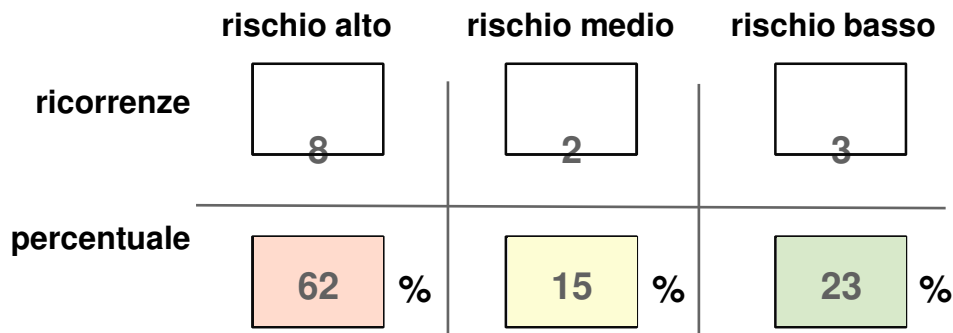 rischio alto rischio medio rischio basso
ricorrenze
8 2 3
percentuale
62 % 15 % 23 %